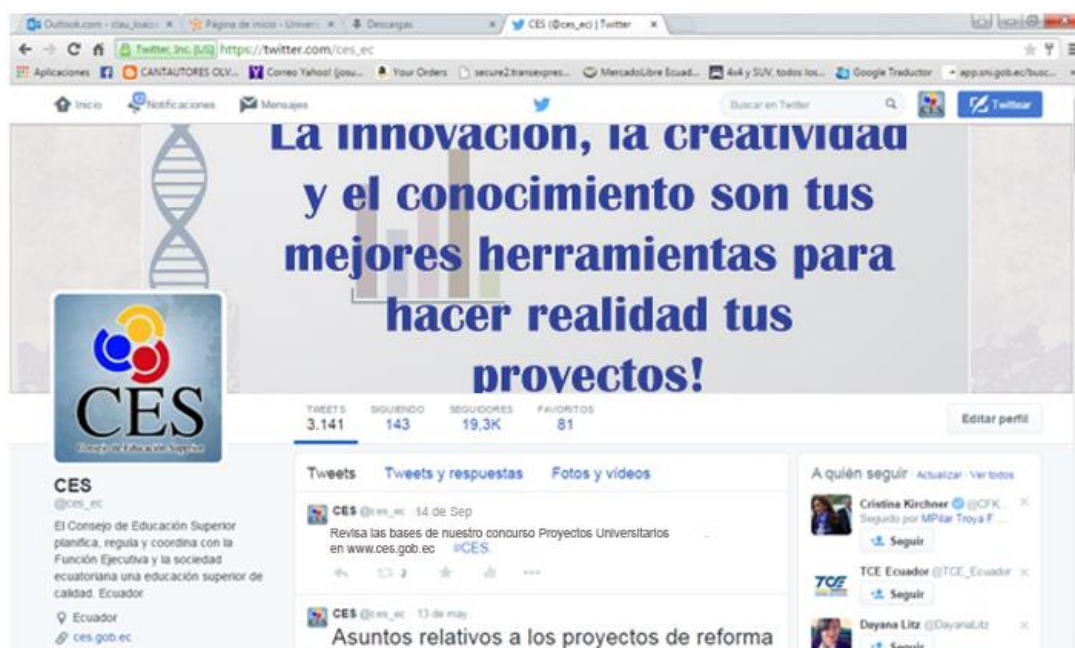 Outlook.com - clau_loaiz
Página de inicio - Univers
Descargas
CES (@ces_ec) | Twitter
Twitter, Inc. [US] https://twitter.com/ces_ec
Aplicaciones
CANTAUTORES OLV...
Correo Yahoo! (josu...
Your Orders
secure2.transexpres...
MercadoLibre Ecuad...
4x4 y SUV, todos los...
Google Traductor
app.sni.gob.ec/busc...
Inicio
Notificaciones
Mensajes
Buscar en Twitter
Twittear
La innovación, la creatividad
y el conocimiento son tus
mejores herramientas para
hacer realidad tus
proyectos!
CES
Consejo de Educación Superior
TWEETS
3.141
SIGUIENDO
143
SEGUIDORES
19,3K
FAVORITOS
81
Editar perfil
CES
@ces_ec
El Consejo de Educación Superior
planifica, regula y coordina con la
Función Ejecutiva y la sociedad
ecuatoriana una educación superior de
calidad. Ecuador
Ecuador
ces.gob.ec
Tweets
Tweets y respuestas
Fotos y vídeos
CES @ces_ec · 14 de Sep
Revisa las bases de nuestro concurso Proyectos Universitarios
en www.ces.gob.ec #CES.
2
CES @ces_ec · 13 de may.
Asuntos relativos a los proyectos de reforma
A quién seguir · Actualizar · Ver todos
Cristina Kirchner @CFK...
Seguido por MPilar Troya F...
Seguir
TCE
TCE Ecuador @TCE_Ecuador
Seguir
Dayana Litz @DayanaLitz
Seguir